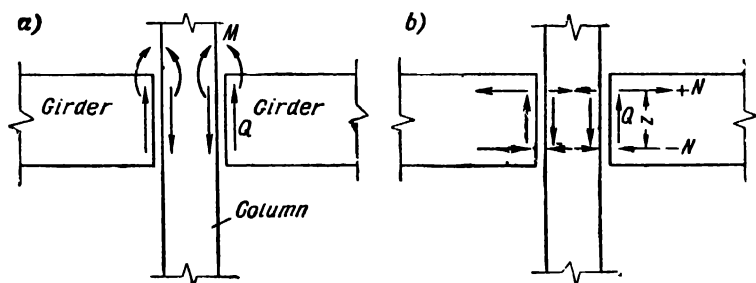 a)
M
Girder
Girder
Q
Column
b)
+N
Q
z
-N